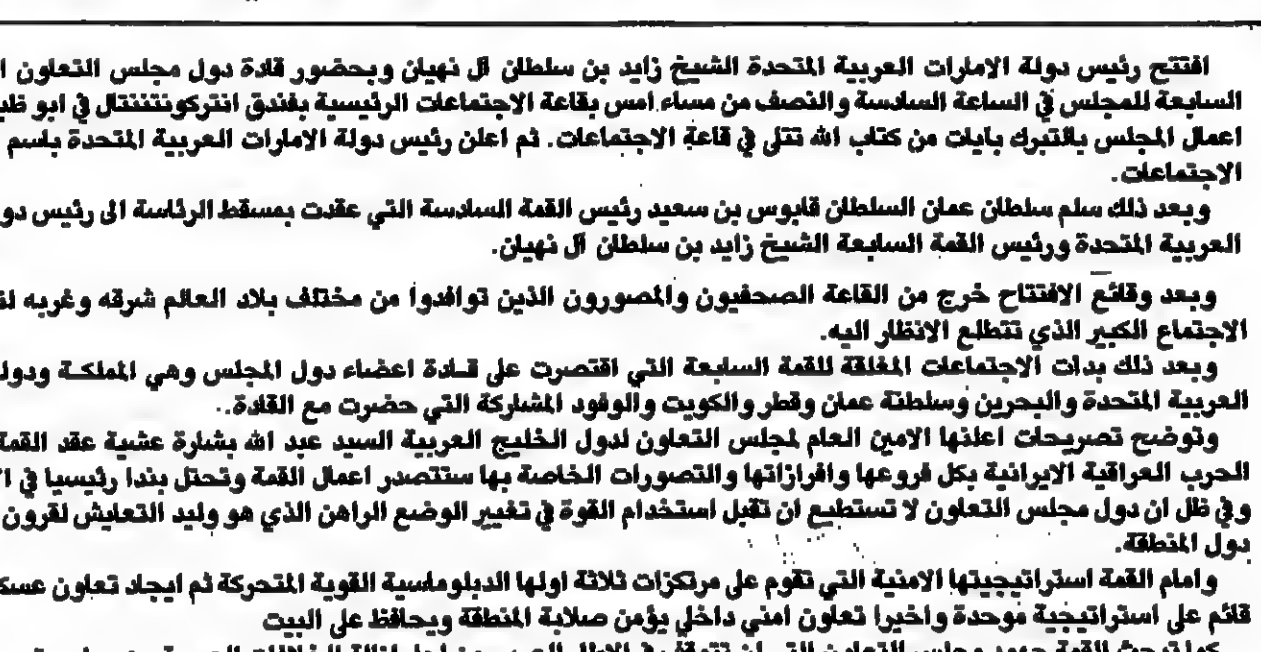 افتتح رئيس دولة الامارات العربية المتحدة الشيخ زايد بن سلطان آل نهيان وبحضور قادة دول مجلس التعاون
السابعة للمجلس في الساعة السادسة والنصف من مساء امس بقاعة الاجتماعات الرئيسية بفندق انتركونتننتال في ابو
اعمال المجلس بالتبرك بآيات من كتاب الله تتلى في قاعة الاجتماعات. ثم اعلن رئيس دولة الامارات العربية المتحدة باسم
الاجتماعات.
وبعد ذلك سلم سلطان عمان السلطان قابوس بن سعيد رئيس القمة السادسة التي عقدت بمسقط الرئاسة الى رئيس
العربية المتحدة ورئيس القمة السابعة الشيخ زايد بن سلطان آل نهيان.
وبعد وقائع الافتتاح خرج من القاعة الصحفيون والمصورون الذين توافدوا من مختلف بلاد العالم شرقه وغربه
الاجتماع الكبير الذي تتطلع الانظار اليه.
وبعد ذلك بدات الاجتماعات المغلقة للقمة السابعة التي اقتصرت على قادة اعضاء دول المجلس وهي المملكة
العربية المتحدة والبحرين وسلطنة عمان وقطر والكويت والوفود المشاركة التي حضرت مع القادة..
وتوضح تصريحات اعلنها الامين العام لمجلس التعاون لدول الخليج العربية السيد عبد الله بشارة عشية عقد
الحرب العراقية الايرانية بكل فروعها وافرازاتها والتصورات الخاصة بها ستتصدر اعمال القمة وتحتل بندا رئيسيا في
وفي ظل ان دول مجلس التعاون لا تستطيع ان تقبل استخدام القوة في تغيير الوضع الراهن الذي هو وليد التعايش لقرون
دول المنطقة.
وامام القمة استراتيجيتها الامنية التي تقوم على مرتكزات ثلاثة اولها الدبلوماسية القوية المتحركة ثم ايجاد تعاون
قائم على استراتيجية موحدة واخيرا تعاون امني داخلي يؤمن صلابة المنطقة ويحافظ على البيت